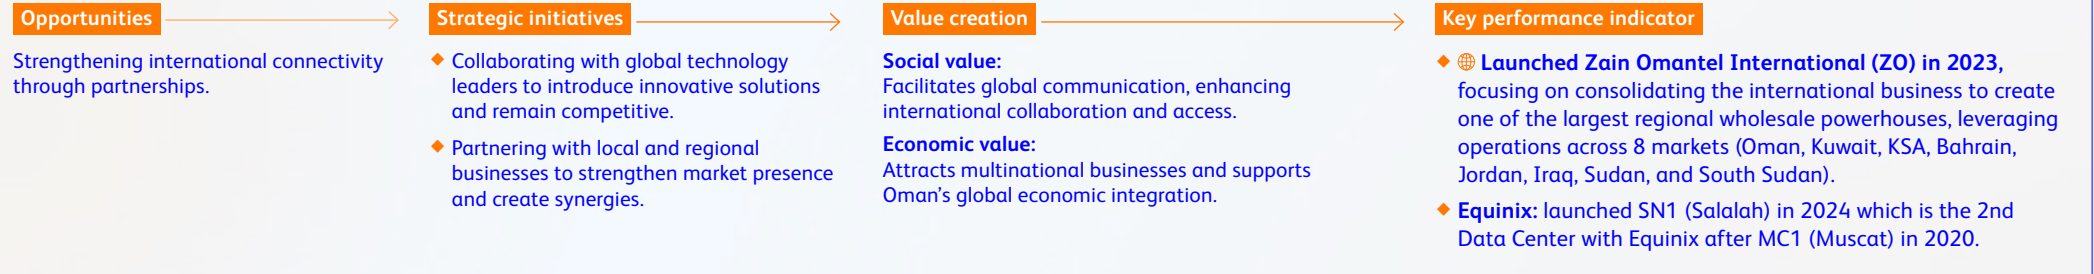 Opportunities
Strengthening international connectivity
through partnerships.
Strategic initiatives
Collaborating with global technology
leaders to introduce innovative solutions
and remain competitive.
Partnering with local and regional
businesses to strengthen market presence
and create synergies.
Value creation
Social value:
Facilitates global communication, enhancing
international collaboration and access.
Economic value:
Attracts multinational businesses and supports
Oman’s global economic integration.
Key performance indicator
Launched Zain Omantel International (ZO) in 2023,
focusing on consolidating the international business to create
one of the largest regional wholesale powerhouses, leveraging
operations across 8 markets (Oman, Kuwait, KSA, Bahrain,
Jordan, Iraq, Sudan, and South Sudan).
Equinix: launched SN1 (Salalah) in 2024 which is the 2nd
Data Center with Equinix after MC1 (Muscat) in 2020.